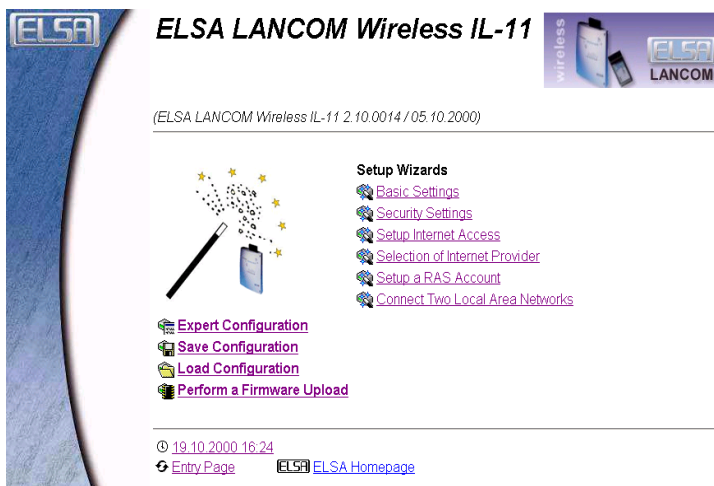 ELSA
ELSA LANCOM Wireless IL-11
wireless
ELSA
LANCOM
(ELSA LANCOM Wireless IL-11 2.10.0014 / 05.10.2000)
Setup Wizards
Basic Settings
Security Settings
Setup Internet Access
Selection of Internet Provider
Setup a RAS Account
Connect Two Local Area Networks
Expert Configuration
Save Configuration
Load Configuration
Perform a Firmware Upload
19.10.2000 16:24
Entry Page
ELSA ELSA Homepage